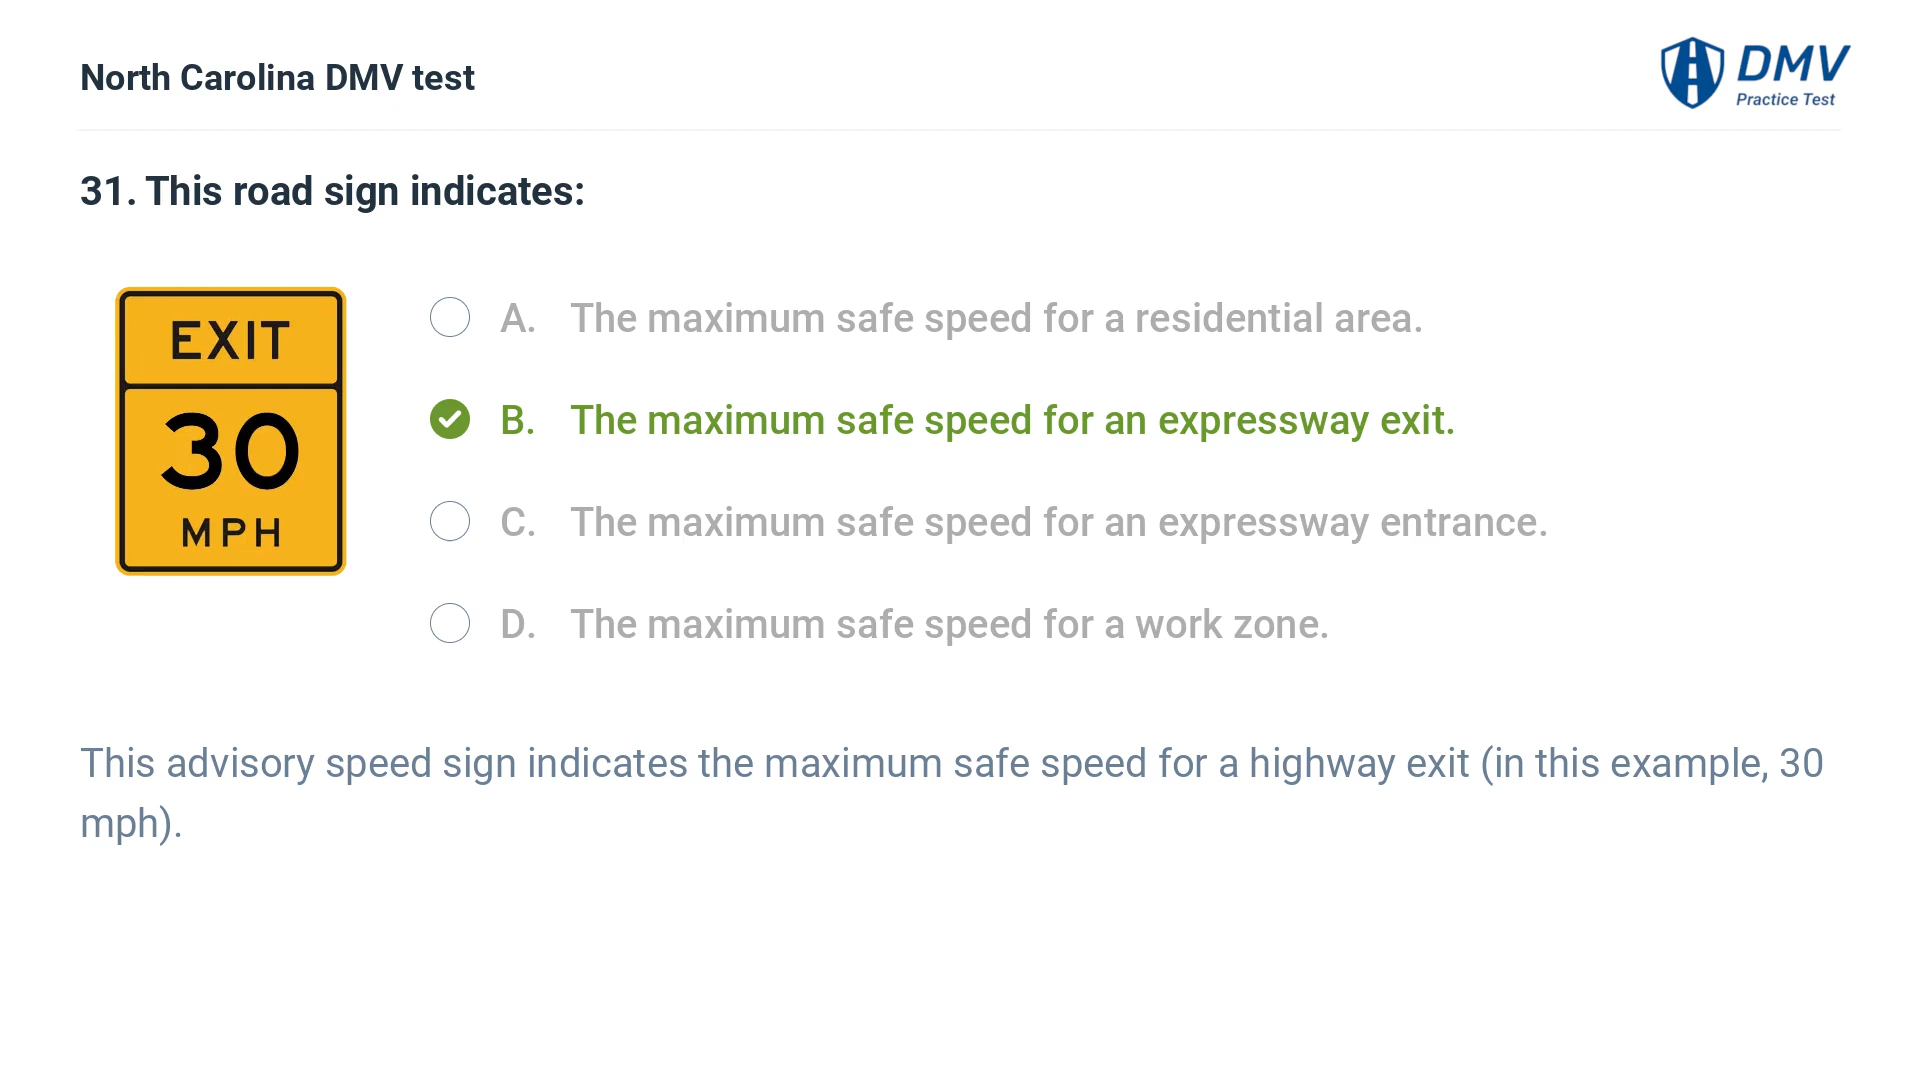 North Carolina DMV test
DMV
Practice Test
31. This road sign indicates:
EXIT
30
MPH
A. The maximum safe speed for a residential area.
B. The maximum safe speed for an expressway exit.
C. The maximum safe speed for an expressway entrance.
D. The maximum safe speed for a work zone.
This advisory speed sign indicates the maximum safe speed for a highway exit (in this example, 30
mph).